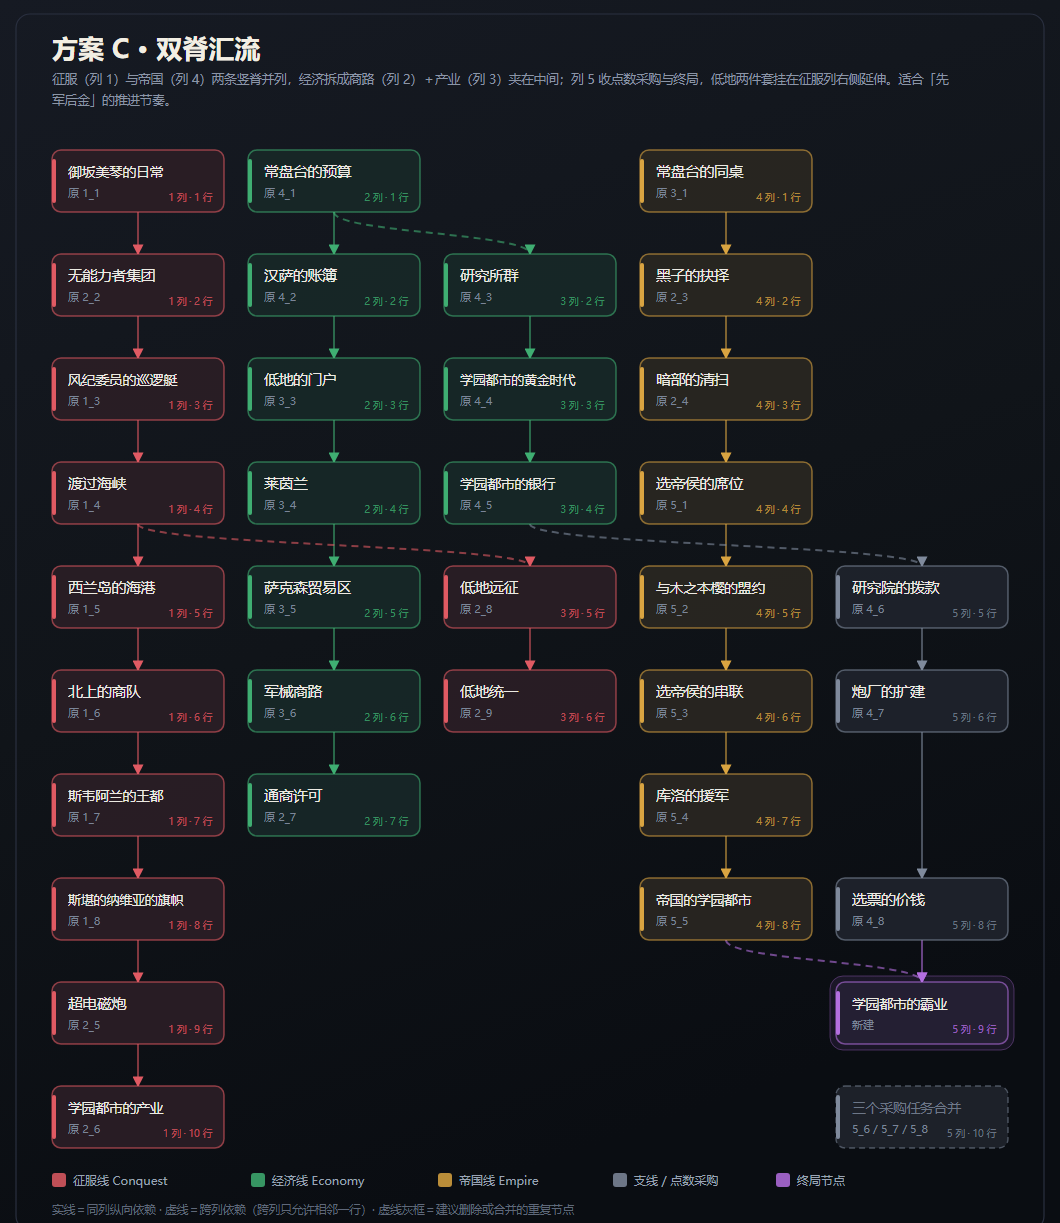 方案 C · 双脊汇流
征服（列 1）与帝国（列 4）两条竖脊并列，经济拆成商路（列 2）＋产业（列 3）夹在中间；列 5 收点数采购与终局，低地两件套挂在征服列右侧延伸。适合「先
军后金」的推进节奏。
御坂美琴的日常
原 1_1
1 列 · 1 行
常盘台的预算
原 4_1
2 列 · 1 行
常盘台的同桌
原 3_1
4 列 · 1 行
无能力者集团
原 2_2
1 列 · 2 行
汉萨的账簿
原 4_2
2 列 · 2 行
研究所群
原 4_3
3 列 · 2 行
黑子的抉择
原 2_3
4 列 · 2 行
风纪委员的巡逻艇
原 1_3
1 列 · 3 行
低地的门户
原 3_3
2 列 · 3 行
学园都市的黄金时代
原 4_4
3 列 · 3 行
暗部的清扫
原 2_4
4 列 · 3 行
渡过海峡
原 1_4
1 列 · 4 行
莱茵兰
原 3_4
2 列 · 4 行
学园都市的银行
原 4_5
3 列 · 4 行
选帝侯的席位
原 5_1
4 列 · 4 行
西兰岛的海港
原 1_5
1 列 · 5 行
萨克森贸易区
原 3_5
2 列 · 5 行
低地远征
原 2_8
3 列 · 5 行
与木之本樱的盟约
原 5_2
4 列 · 5 行
研究院的拨款
原 4_6
5 列 · 5 行
北上的商队
原 1_6
1 列 · 6 行
军械商路
原 3_6
2 列 · 6 行
低地统一
原 2_9
3 列 · 6 行
选帝侯的串联
原 5_3
4 列 · 6 行
炮厂的扩建
原 4_7
5 列 · 6 行
斯韦阿兰的王都
原 1_7
1 列 · 7 行
通商许可
原 2_7
2 列 · 7 行
库洛的援军
原 5_4
4 列 · 7 行
斯堪的纳维亚的旗帜
原 1_8
1 列 · 8 行
帝国的学园都市
原 5_5
4 列 · 8 行
选票的价钱
原 4_8
5 列 · 8 行
超电磁炮
原 2_5
1 列 · 9 行
学园都市的霸业
新建
5 列 · 9 行
学园都市的产业
原 2_6
1 列 · 10 行
三个采购任务合并
5_6 / 5_7 / 5_8
5 列 · 10 行
征服线 Conquest
经济线 Economy
帝国线 Empire
支线 / 点数采购
终局节点
实线＝同列纵向依赖 · 虚线＝跨列依赖（跨列只允许相邻一行）· 虚线灰框＝建议删除或合并的重复节点